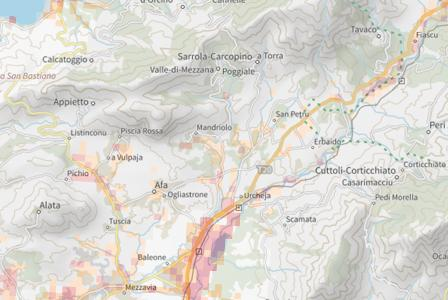 Cannelle
Tavaco
Fiascu
Sarrola-Carcopino
a Torra
Calcatoggio
Valle-di-Mezzana
Poggiale
San Bastiano
Appietto
San Petru
Listinconu
Piscia Rossa
Mandriolo
Peri
Erbaido
a Vulpaja
Pichio
T20
Cuttoli-Corticchiato
Corticchiato
Casarimacciu
Afa
Ogliastrone
Urcheja
Pedi Morella
Alata
Tuscia
Scamata
Baleone
Mezzavia